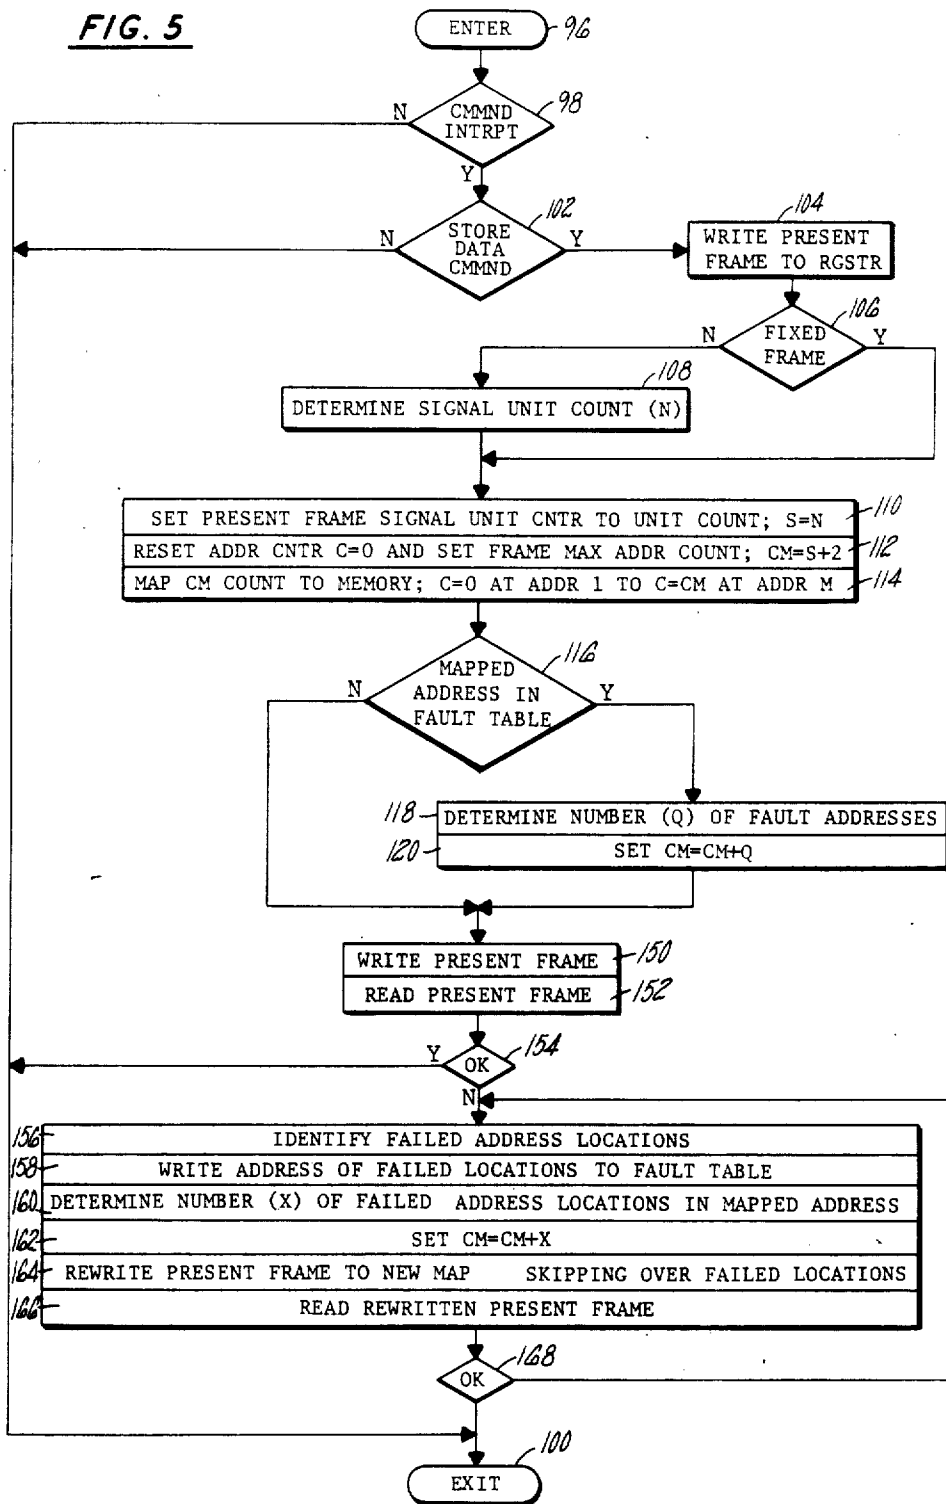 FIG. 5
ENTER
96
N
CMMND
INTRPT
98
Y
N
STORE
DATA
CMMND
102
Y
104
WRITE PRESENT
FRAME TO RGSTR
N
FIXED
FRAME
106
Y
108
DETERMINE SIGNAL UNIT COUNT (N)
SET PRESENT FRAME SIGNAL UNIT CNTR TO UNIT COUNT; S=N
110
RESET ADDR CNTR C=0 AND SET FRAME MAX ADDR COUNT; CM=S+2
112
MAP CM COUNT TO MEMORY; C=0 AT ADDR 1 TO C=CM AT ADDR M
114
N
MAPPED
ADDRESS IN
FAULT TABLE
116
Y
118
DETERMINE NUMBER (Q) OF FAULT ADDRESSES
120
SET CM=CM+Q
WRITE PRESENT FRAME
150
READ PRESENT FRAME
152
Y
OK
154
N
156
IDENTIFY FAILED ADDRESS LOCATIONS
158
WRITE ADDRESS OF FAILED LOCATIONS TO FAULT TABLE
160
DETERMINE NUMBER (X) OF FAILED ADDRESS LOCATIONS IN MAPPED ADDRESS
162
SET CM=CM+X
164
REWRITE PRESENT FRAME TO NEW MAP SKIPPING OVER FAILED LOCATIONS
166
READ REWRITTEN PRESENT FRAME
OK
168
100
EXIT